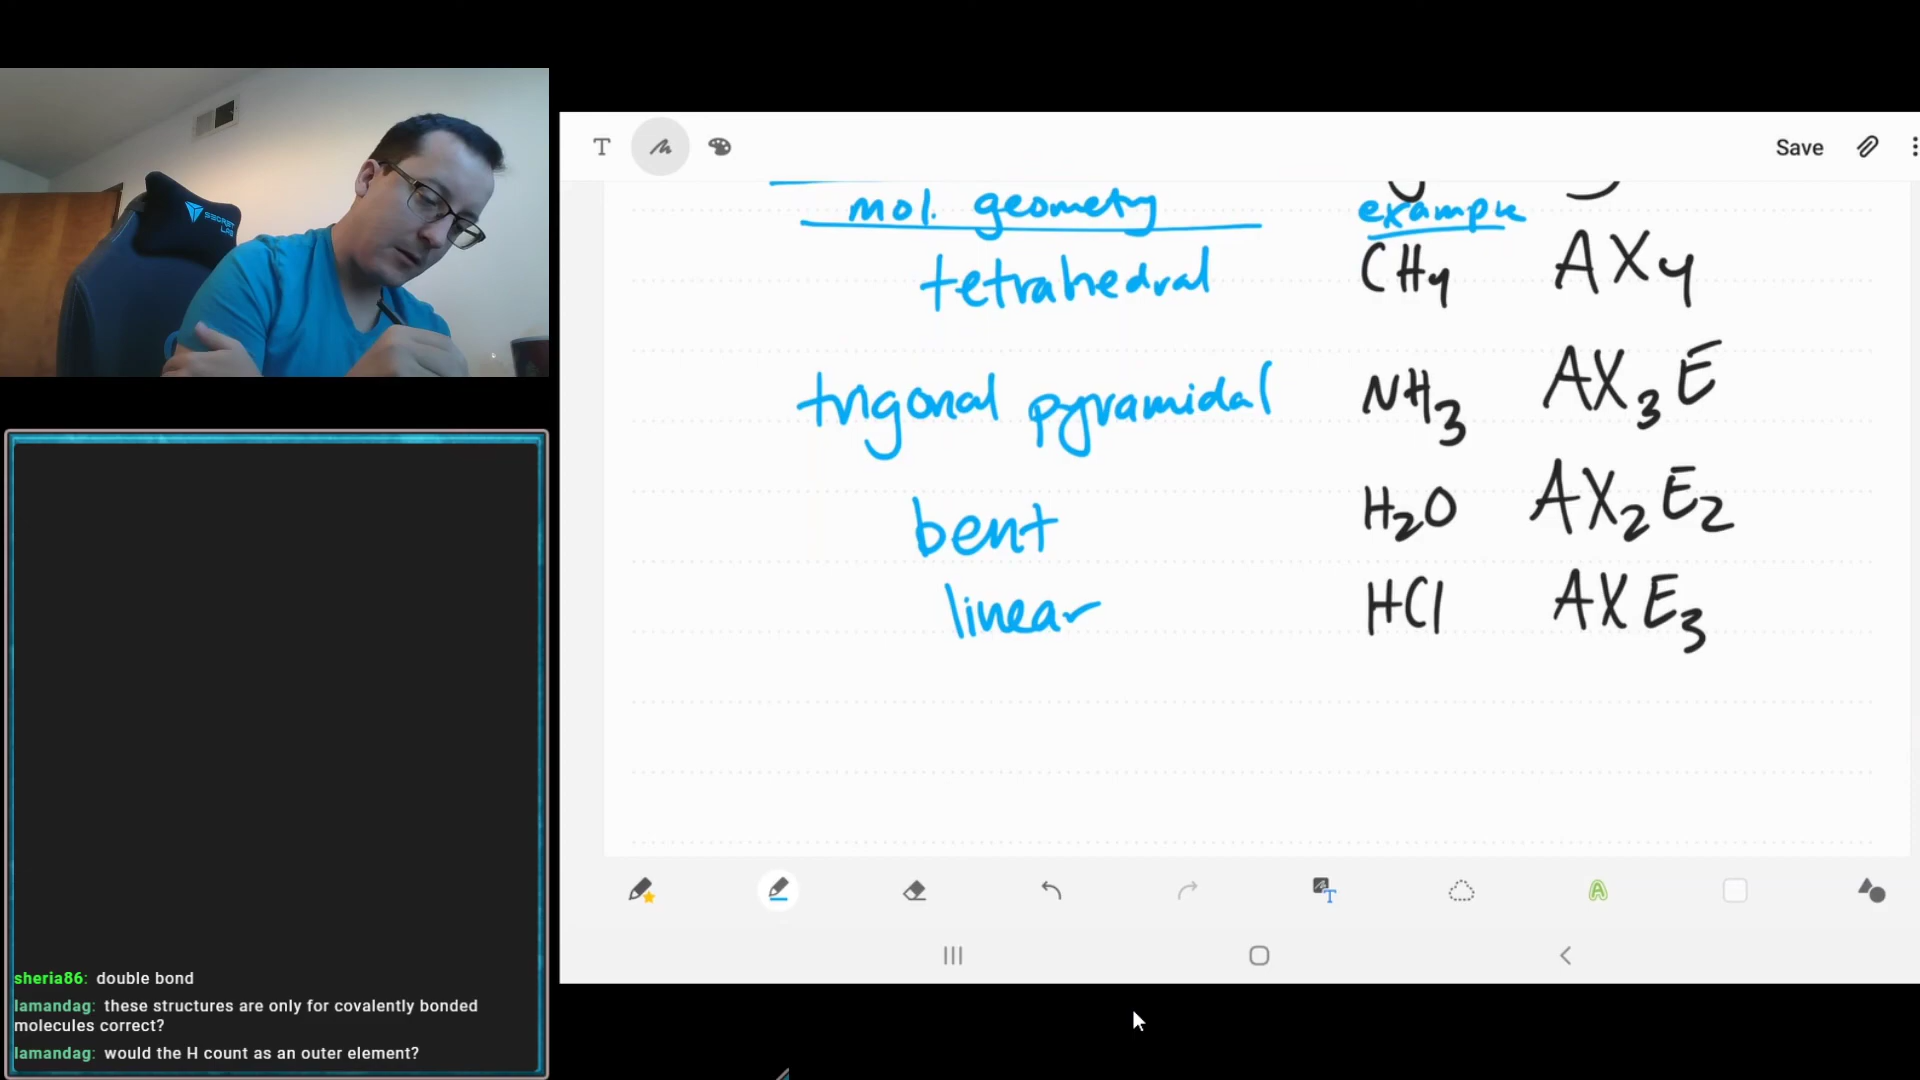 SECRET
LAB
T
Save
mol. geometry example
tetrahedral CH4 AX4
trigonal pyramidal NH3 AX3E
bent H2O AX2E2
linear HCl AXE3
T
A
sheria86: double bond
lamandag: these structures are only for covalently bonded
molecules correct?
lamandag: would the H count as an outer element?